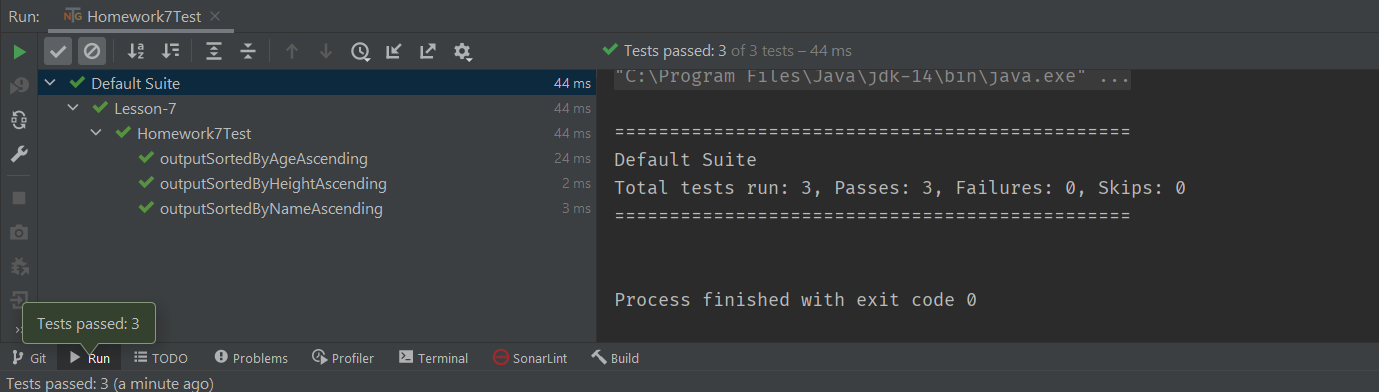 Run: Homework7Test
Tests passed: 3 of 3 tests – 44 ms
Default Suite 44 ms
Lesson-7 44 ms
Homework7Test 44 ms
outputSortedByAgeAscending 24 ms
outputSortedByHeightAscending 2 ms
outputSortedByNameAscending 3 ms
"C:\Program Files\Java\jdk-14\bin\java.exe" ...
===============================================
Default Suite
Total tests run: 3, Passes: 3, Failures: 0, Skips: 0
===============================================
Process finished with exit code 0
Tests passed: 3
Git Run TODO Problems Profiler Terminal SonarLint Build
Tests passed: 3 (a minute ago)